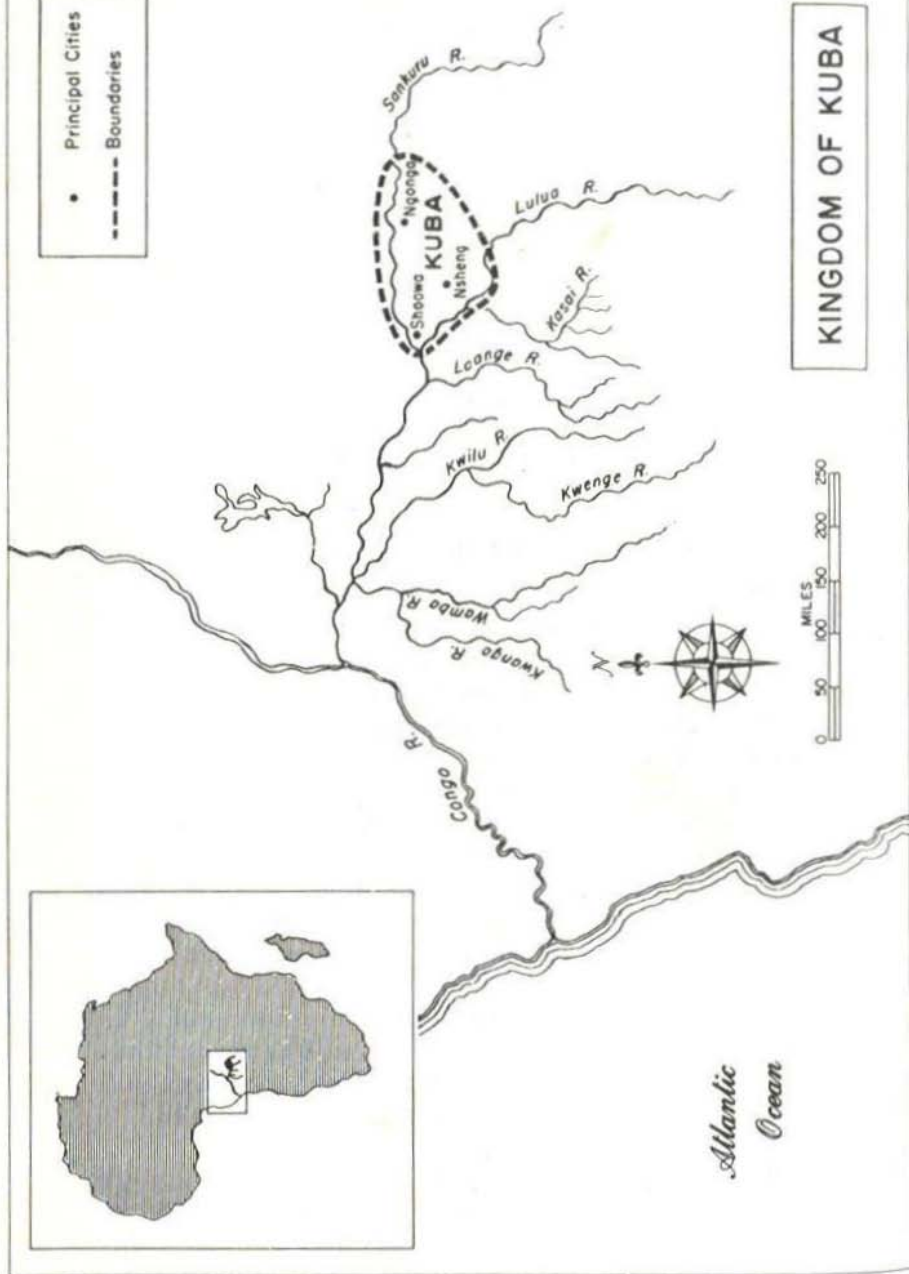 • Principal Cities
--- Boundaries
Sankuru R.
Ngongo
KUBA
Shoowa
Nsheng
Lulua R.
Kasai R.
Loange R.
Kwilu R.
Kwenge R.
Wamba R.
Kwango R.
Congo R.
N
MILES
0 50 100 150 200 250
Atlantic
Ocean
KINGDOM OF KUBA